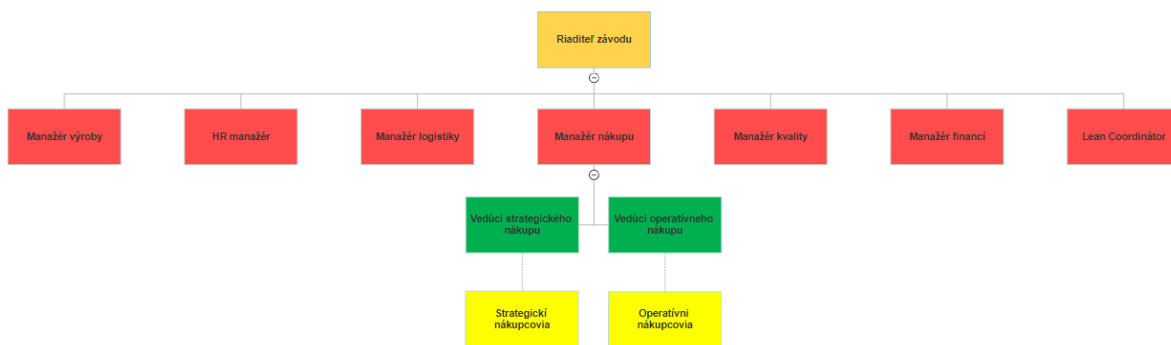 Riaditeľ závodu
Manažér výroby
HR manažér
Manažér logistiky
Manažér nákupu
Manažér kvality
Manažér financí
Lean Coordinátor
Vedúci strategického
nákupu
Vedúci operatívneho
nákupu
Strategickí
nákupcovia
Operatívni
nákupcovia